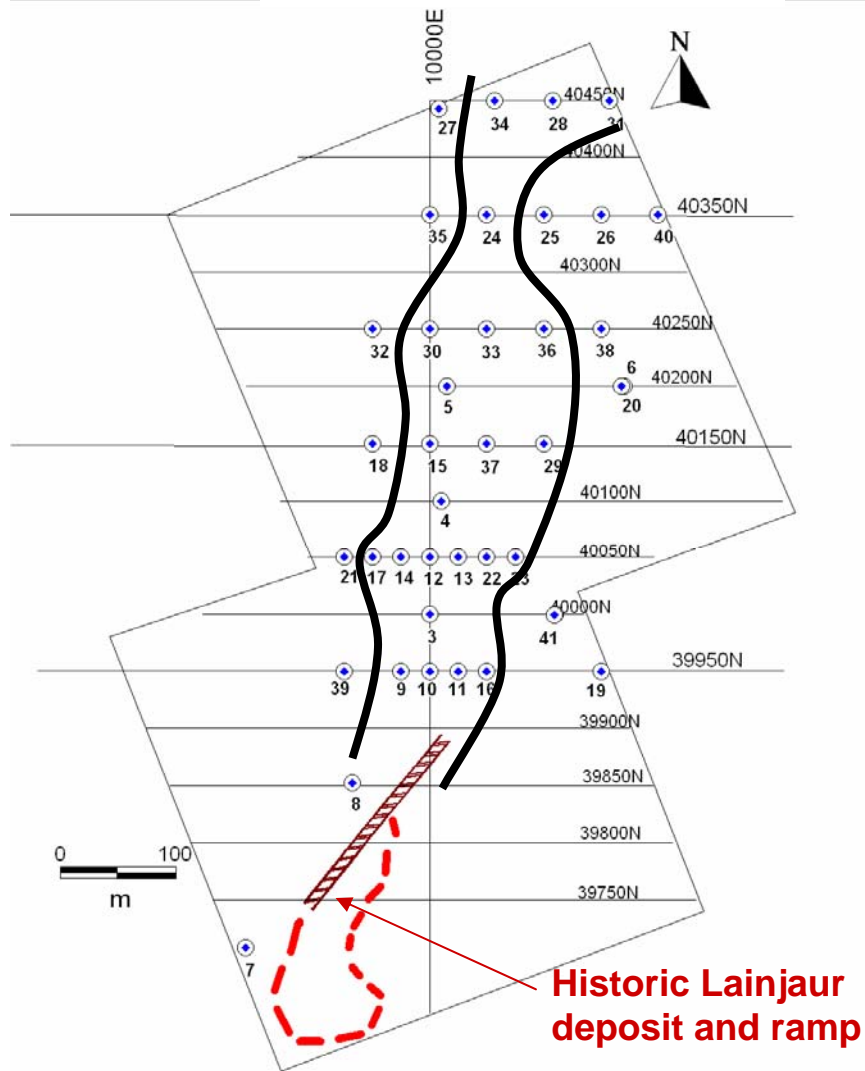 10000E
N
40450N
27 34 28 31
40400N
40350N
35 24 25 26 40
40300N
40250N
32 30 33 36 38
6
40200N
5 20
40150N
18 15 37 29
40100N
4
40050N
21 17 14 12 13 22 23
40000N
3 41
39950N
39 9 10 11 16 19
39900N
39850N
8
39800N
0 100
m
39750N
7
Historic Lainjaur
deposit and ramp